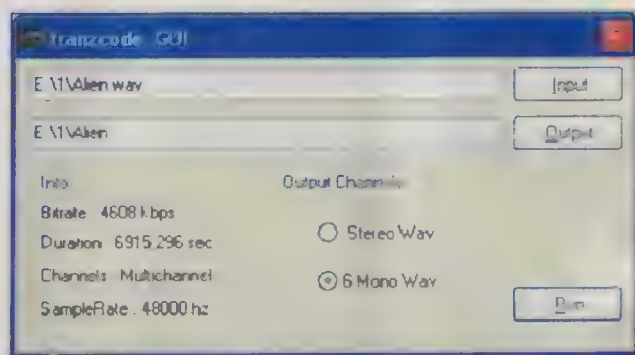 tranzcode GUI
E \1\Alien wav
Input
E \1\Alien
Output
Info
Output Channels
Bitrate 4608 kbps
Stereo Wav
Duration 6915,296 sec
Channels Multichannel
6 Mono Wav
SampleRate . 48000 hz
Run